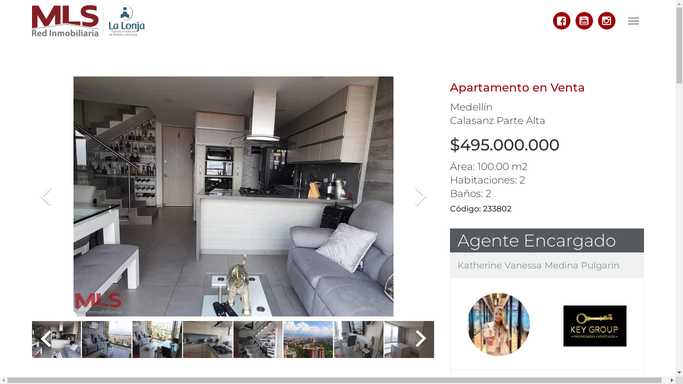 MLS
Red Inmobiliaria
La Lonja
Apartamento en Venta
Medellín
Calasanz Parte Alta
$495.000.000
Área: 100.00 m2
Habitaciones: 2
Baños: 2
Código: 233802
MLS
Agente Encargado
Katherine Vanessa Medina Pulgarin
KEY GROUP